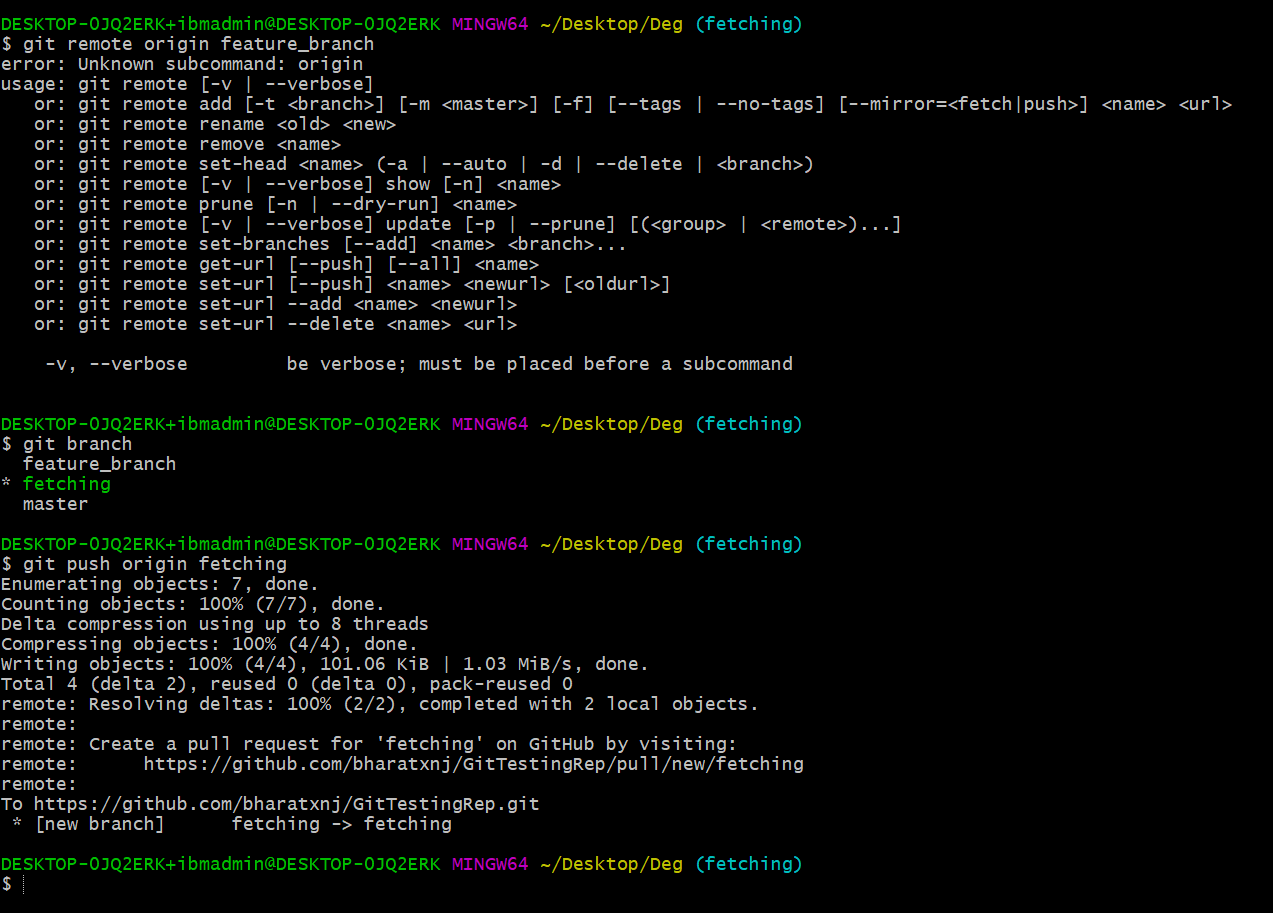 DESKTOP-0JQ2ERK+ibmadmin@DESKTOP-0JQ2ERK MINGW64 ~/Desktop/Deg (fetching)
$ git remote origin feature_branch
error: Unknown subcommand: origin
usage: git remote [-v | --verbose]
   or: git remote add [-t <branch>] [-m <master>] [-f] [--tags | --no-tags] [--mirror=<fetch|push>] <name> <url>
   or: git remote rename <old> <new>
   or: git remote remove <name>
   or: git remote set-head <name> (-a | --auto | -d | --delete | <branch>)
   or: git remote [-v | --verbose] show [-n] <name>
   or: git remote prune [-n | --dry-run] <name>
   or: git remote [-v | --verbose] update [-p | --prune] [(<group> | <remote>)...]
   or: git remote set-branches [--add] <name> <branch>...
   or: git remote get-url [--push] [--all] <name>
   or: git remote set-url [--push] <name> <newurl> [<oldurl>]
   or: git remote set-url --add <name> <newurl>
   or: git remote set-url --delete <name> <url>

    -v, --verbose         be verbose; must be placed before a subcommand


DESKTOP-0JQ2ERK+ibmadmin@DESKTOP-0JQ2ERK MINGW64 ~/Desktop/Deg (fetching)
$ git branch
  feature_branch
* fetching
  master

DESKTOP-0JQ2ERK+ibmadmin@DESKTOP-0JQ2ERK MINGW64 ~/Desktop/Deg (fetching)
$ git push origin fetching
Enumerating objects: 7, done.
Counting objects: 100% (7/7), done.
Delta compression using up to 8 threads
Compressing objects: 100% (4/4), done.
Writing objects: 100% (4/4), 101.06 KiB | 1.03 MiB/s, done.
Total 4 (delta 2), reused 0 (delta 0), pack-reused 0
remote: Resolving deltas: 100% (2/2), completed with 2 local objects.
remote:
remote: Create a pull request for 'fetching' on GitHub by visiting:
remote:      https://github.com/bharatxnj/GitTestingRep/pull/new/fetching
remote:
To https://github.com/bharatxnj/GitTestingRep.git
 * [new branch]      fetching -> fetching

DESKTOP-0JQ2ERK+ibmadmin@DESKTOP-0JQ2ERK MINGW64 ~/Desktop/Deg (fetching)
$